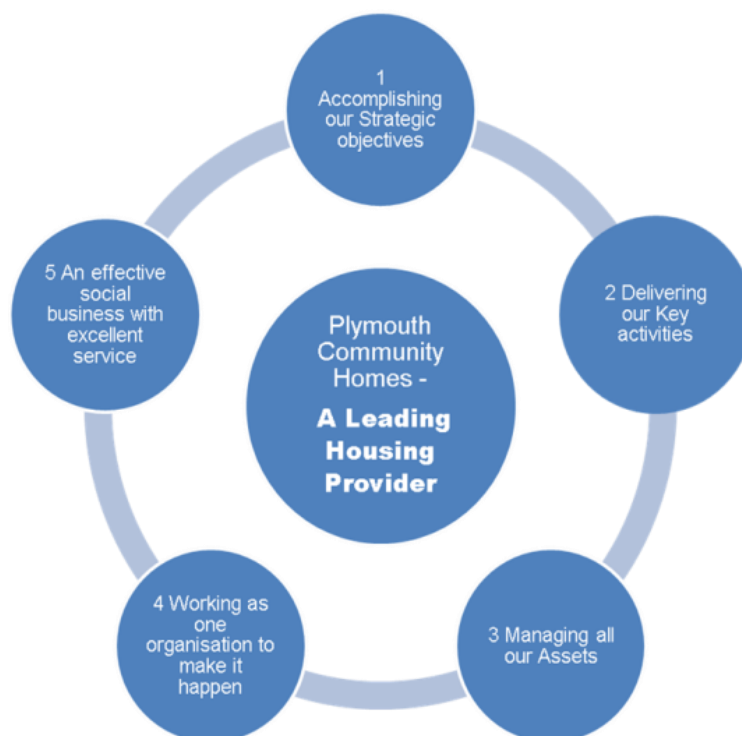 1
Accomplishing
our Strategic
objectives
2 Delivering
our Key
activities
3 Managing all
our Assets
4 Working as
one
organisation to
make it
happen
5 An effective
social
business with
excellent
service
Plymouth
Community
Homes -
A Leading
Housing
Provider